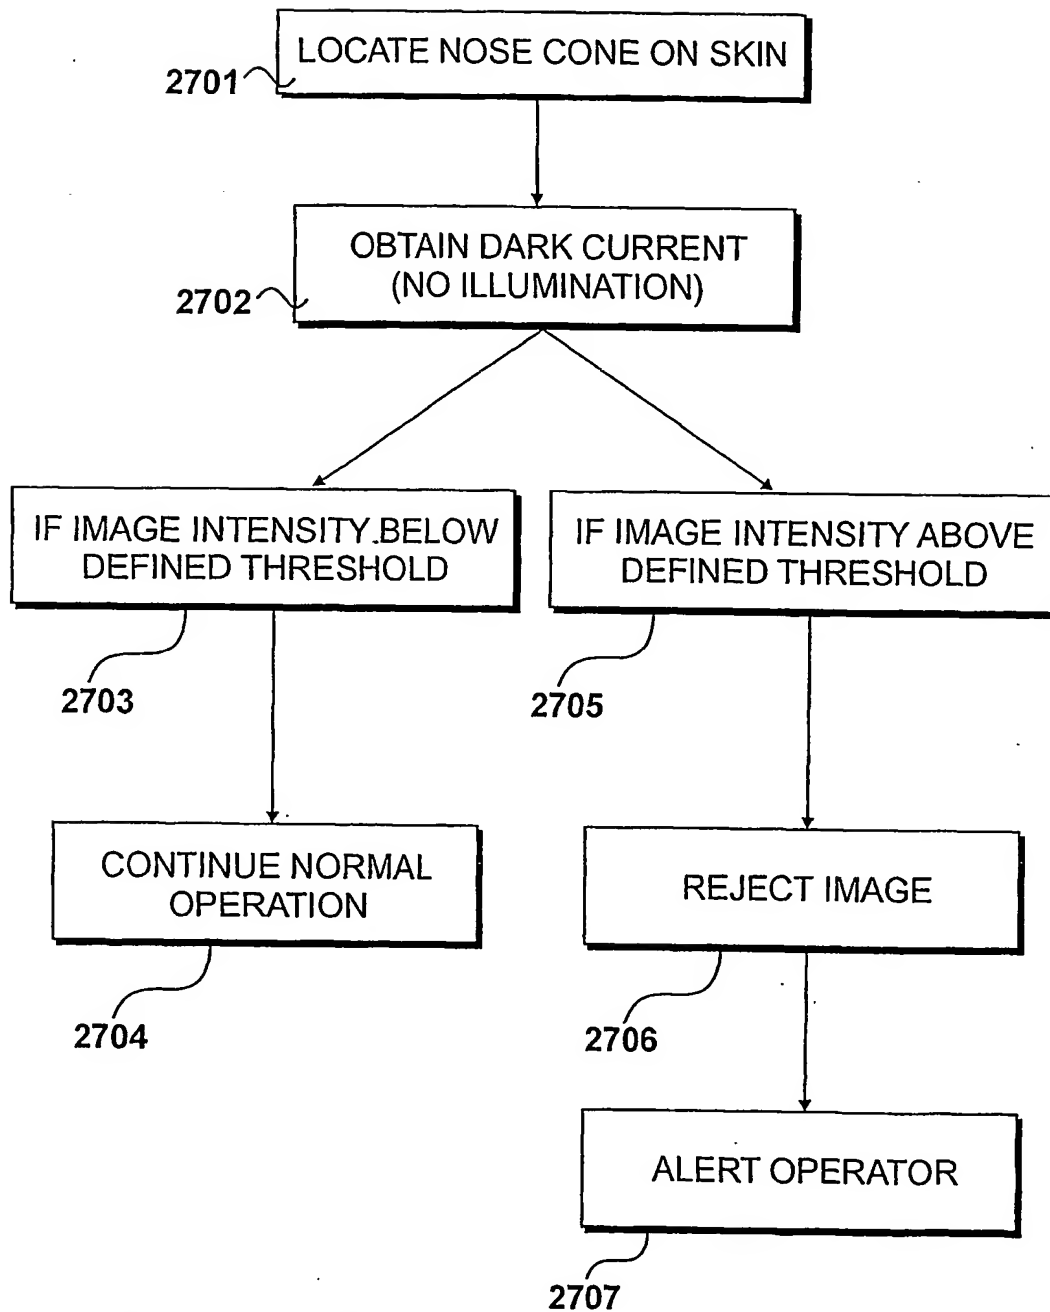 LOCATE NOSE CONE ON SKIN
2701
OBTAIN DARK CURRENT
(NO ILLUMINATION)
2702
IF IMAGE INTENSITY.BELOW
DEFINED THRESHOLD
2703
IF IMAGE INTENSITY ABOVE
DEFINED THRESHOLD
2705
CONTINUE NORMAL
OPERATION
2704
REJECT IMAGE
2706
ALERT OPERATOR
2707